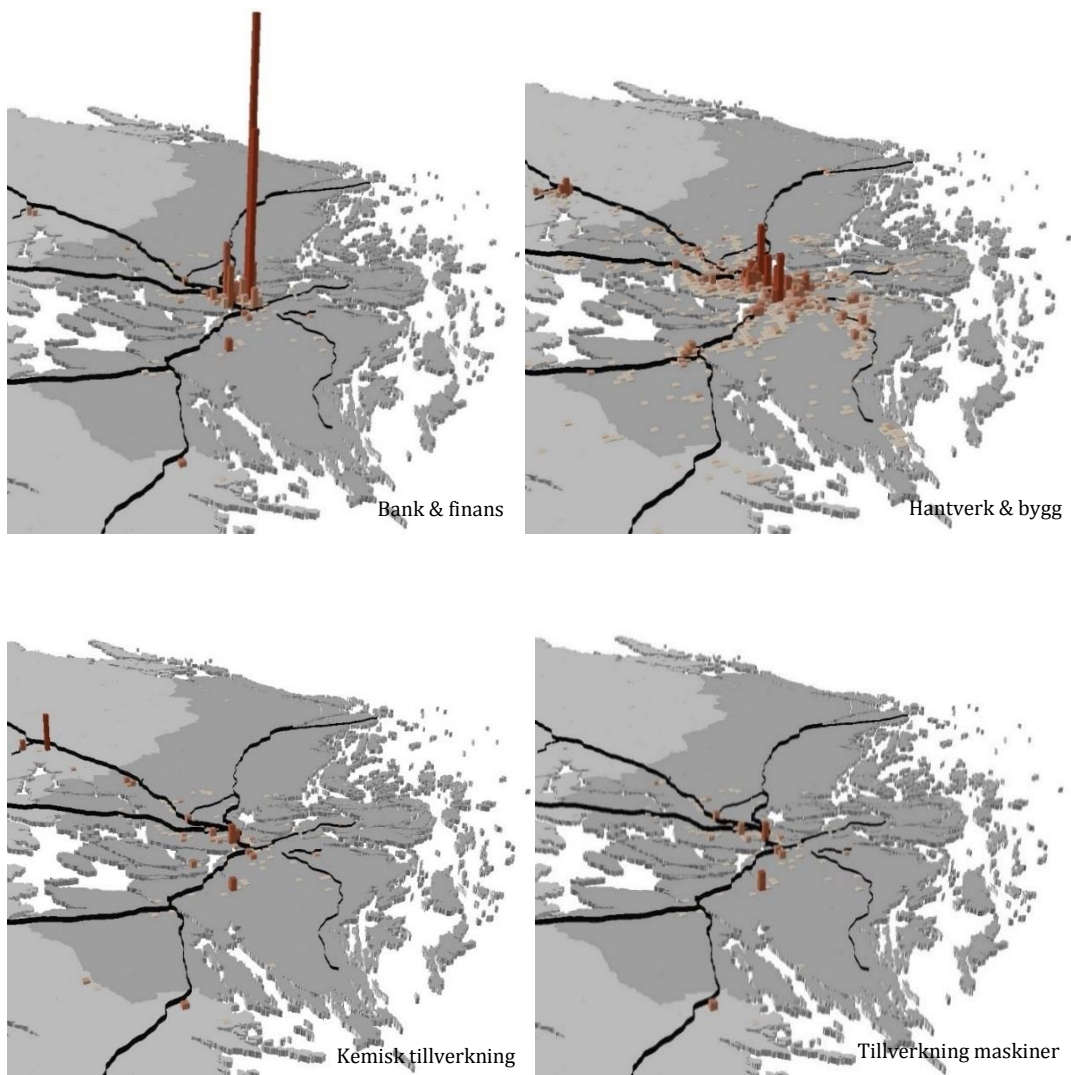 Bank & finans
Hantverk & bygg
Kemisk tillverkning
Tillverkning maskiner